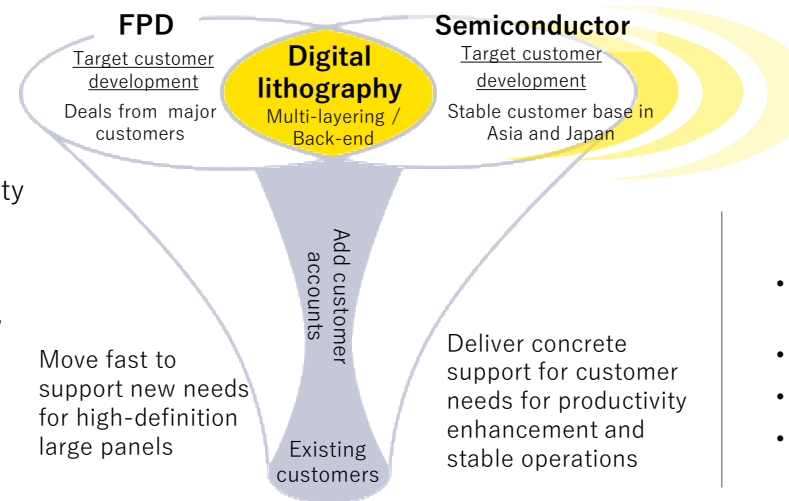 FPD
Target customer
development
Deals from major
customers
Digital
lithography
Multi-layering /
Back-end
Semiconductor
Target customer
development
Stable customer base in
Asia and Japan
Add customer
accounts
Move fast to
support new needs
for high-definition
large panels
Deliver concrete
support for customer
needs for productivity
enhancement and
stable operations
Existing
customers